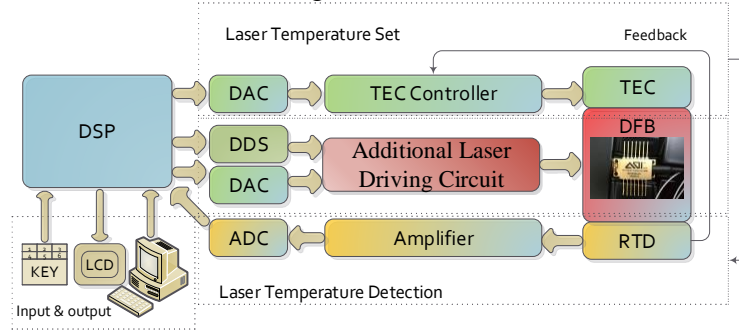 Laser Temperature Set
Feedback
DSP
DAC
TEC Controller
TEC
DDS
DAC
Additional Laser
Driving Circuit
DFB
ADC
Amplifier
RTD
KEY
LCD
Input & output
Laser Temperature Detection